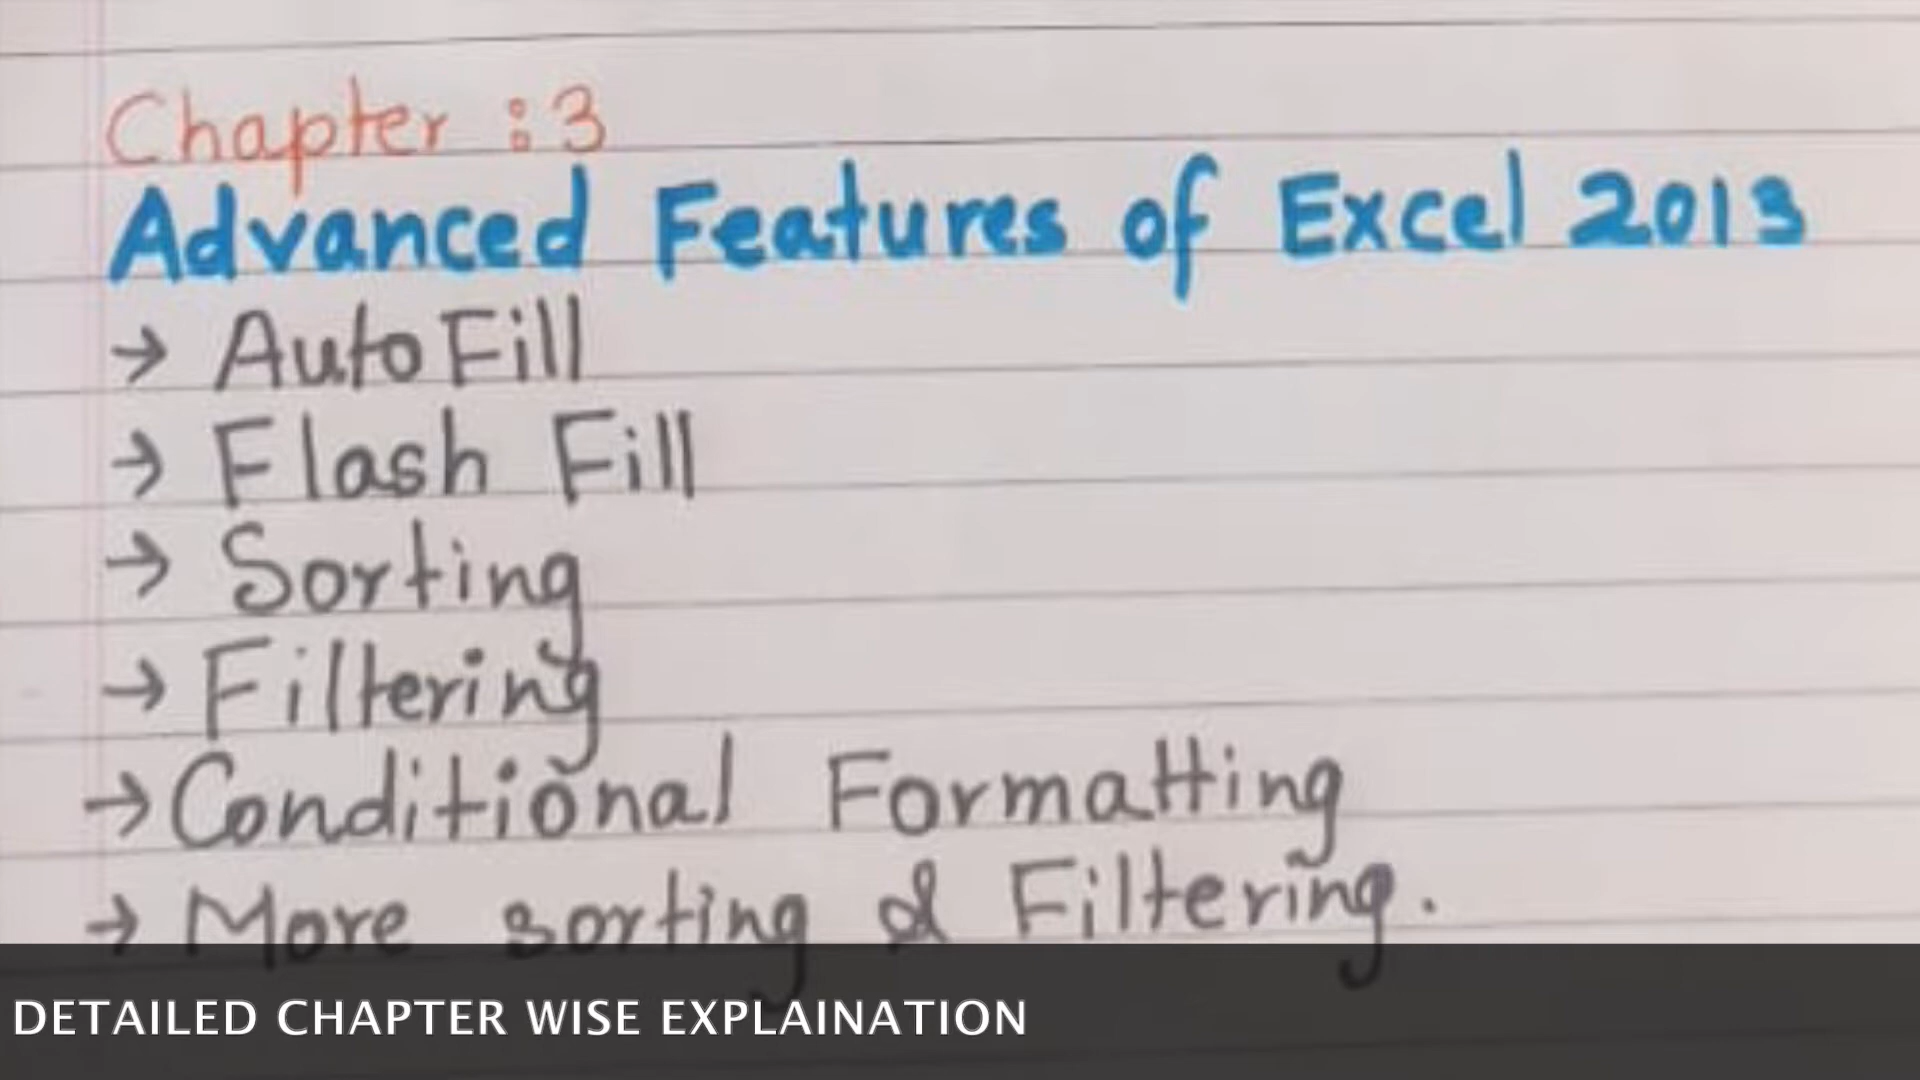 Chapter : 3
Advanced Features of Excel 2013
→ AutoFill
→ Flash Fill
→ Sorting
→ Filtering
→ Conditional Formatting
→ More sorting & Filtering.
DETAILED CHAPTER WISE EXPLAINATION